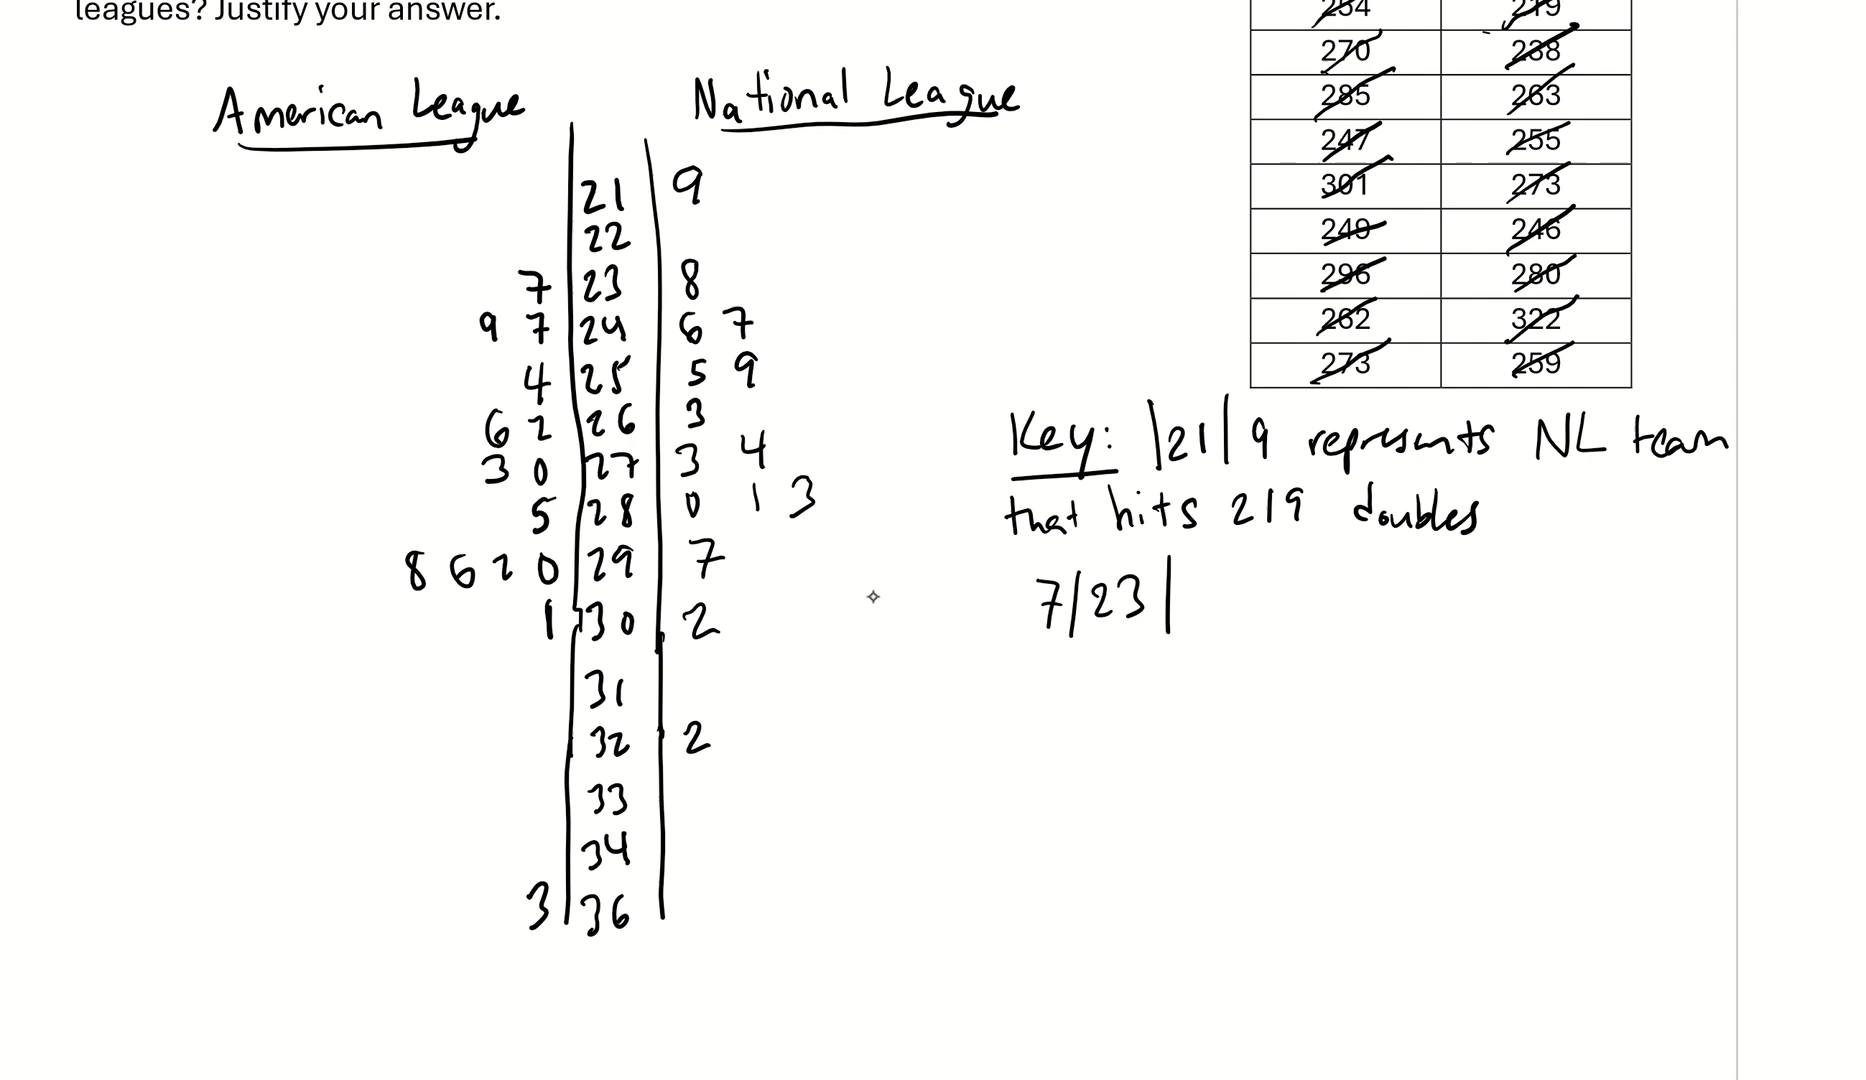 leagues? Justify your answer.
254 219
270 238
285 263
247 255
301 273
249 246
296 280
262 322
273 259
American League National League
21 | 9
22
7 | 23 | 8
9 7 | 24 | 6 7
4 | 25 | 5 9
6 2 | 26 | 3
3 0 | 27 | 3 4
5 | 28 | 0 1 3
8 6 2 0 | 29 | 7
1 | 30 | 2
31
32 | 2
33
34
3 | 36
Key: |21| 9 represents NL team
that hits 219 doubles
7|23|